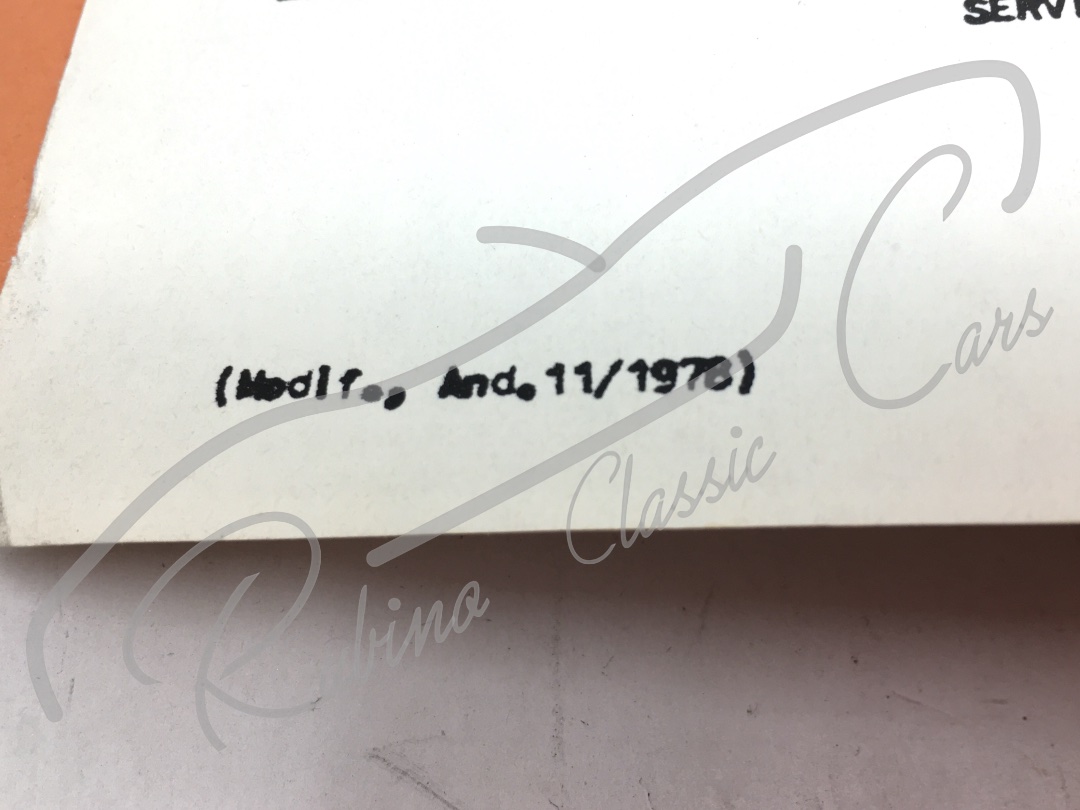 (Modif., And.11/1978)
Rubino Classic Cars